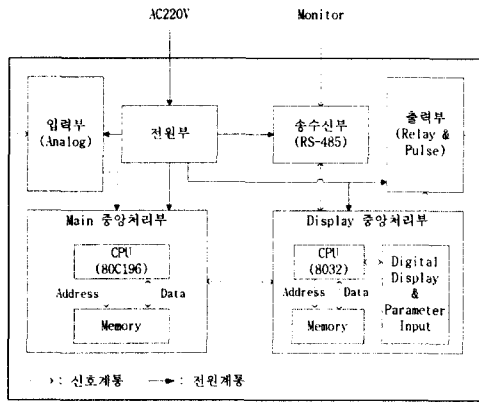 AC220V Monitor
입력부
(Analog)
전원부
송수신부
(RS-485)
출력부
(Relay &
Pulse)
Main 중앙처리부
CPU
(80C196)
Address Data
Memory
Display 중앙처리부
CPU
(8032)
Address Data
Memory
Digital
Display
&
Parameter
Input
: 신호계통 : 전원계통